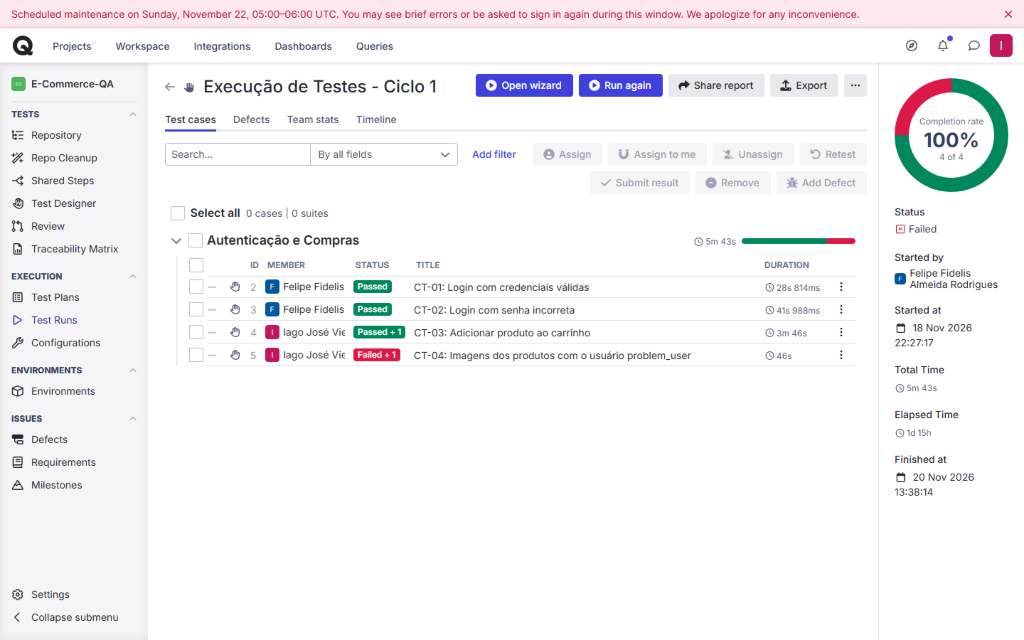 Scheduled maintenance on Sunday, November 22, 05:00–06:00 UTC. You may see brief errors or be asked to sign in again during this window. We apologize for any inconvenience.
Projects Workspace Integrations Dashboards Queries
I
E-Commerce-QA
TESTS
Repository
Repo Cleanup
Shared Steps
Test Designer
Review
Traceability Matrix
EXECUTION
Test Plans
Test Runs
Configurations
ENVIRONMENTS
Environments
ISSUES
Defects
Requirements
Milestones
Settings
Collapse submenu
Execução de Testes - Ciclo 1
Open wizard Run again Share report Export
Test cases Defects Team stats Timeline
Search... By all fields Add filter Assign Assign to me Unassign Retest
Submit result Remove Add Defect
Select all 0 cases | 0 suites
Autenticação e Compras 5m 43s
ID MEMBER STATUS TITLE DURATION
2 F Felipe Fidelis Passed CT-01: Login com credenciais válidas 28s 814ms
3 F Felipe Fidelis Passed CT-02: Login com senha incorreta 41s 988ms
4 I Iago José Vie Passed + 1 CT-03: Adicionar produto ao carrinho 3m 46s
5 I Iago José Vie Failed + 1 CT-04: Imagens dos produtos com o usuário problem_user 46s
Completion rate
100%
4 of 4
Status
Failed
Started by
F Felipe Fidelis
Almeida Rodrigues
Started at
18 Nov 2026
22:27:17
Total Time
5m 43s
Elapsed Time
1d 15h
Finished at
20 Nov 2026
13:38:14